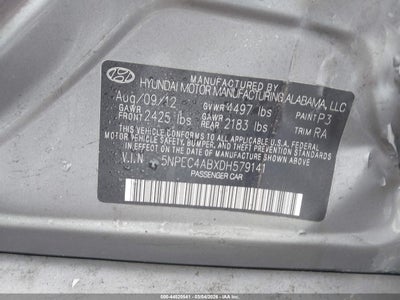 MANUFACTURED BY
HYUNDAI MOTOR MANUFACTURING ALABAMA, LLC
Aug/09/12 GVWR 4497 lbs PAINT P3
GAWR FRONT 2425 lbs GAWR REAR 2183 lbs TRIM RA
THIS VEHICLE CONFORMS TO ALL APPLICABLE U.S.A FEDERAL
MOTOR VEHICLE SAFETY, BUMPER, AND THEFT PREVENTION
STANDARDS IN EFFECT ON THE DATE OF MANUFACTURE SHOWN ABOVE.
V.I.N 5NPEC4ABXDH579141
PASSENGER CAR